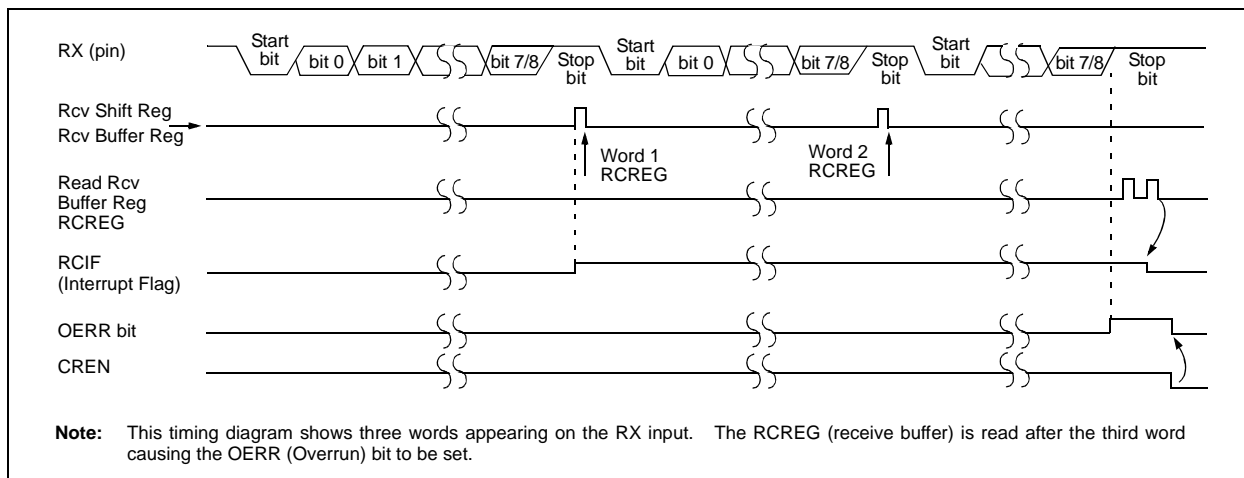 RX (pin)
Start bit
bit 0
bit 1
bit 7/8
Stop bit
Start bit
bit 0
bit 7/8
Stop bit
Start bit
bit 7/8
Stop bit
Rcv Shift Reg
Rcv Buffer Reg
Word 1
RCREG
Word 2
RCREG
Read Rcv
Buffer Reg
RCREG
RCIF
(Interrupt Flag)
OERR bit
CREN
Note: This timing diagram shows three words appearing on the RX input. The RCREG (receive buffer) is read after the third word
causing the OERR (Overrun) bit to be set.